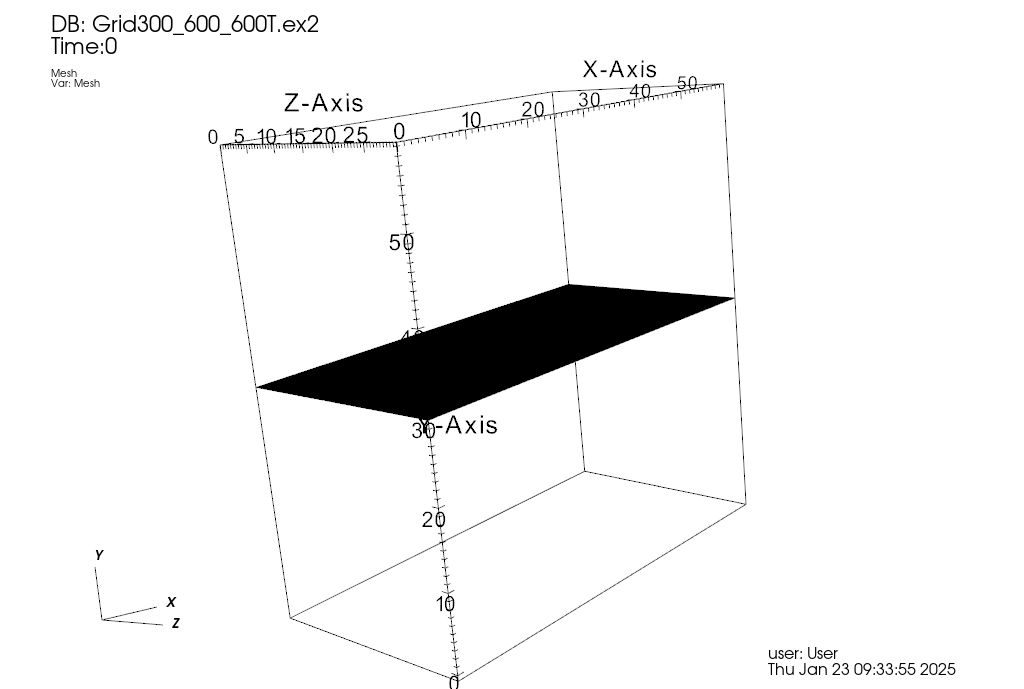 DB: Grid300_600_600T.ex2
Time:0
Mesh
Var: Mesh
X-Axis
Z-Axis
0 5 10 15 20 25
0 10 20 30 40 50
50
40
Y-Axis
30
20
10
0
Y
X
Z
user: User
Thu Jan 23 09:33:55 2025